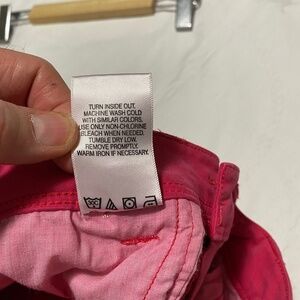 TURN INSIDE OUT.
MACHINE WASH COLD
WITH SIMILAR COLORS.
USE ONLY NON-CHLORINE
BLEACH WHEN NEEDED.
TUMBLE DRY LOW.
REMOVE PROMPTLY.
WARM IRON IF NECESSARY.